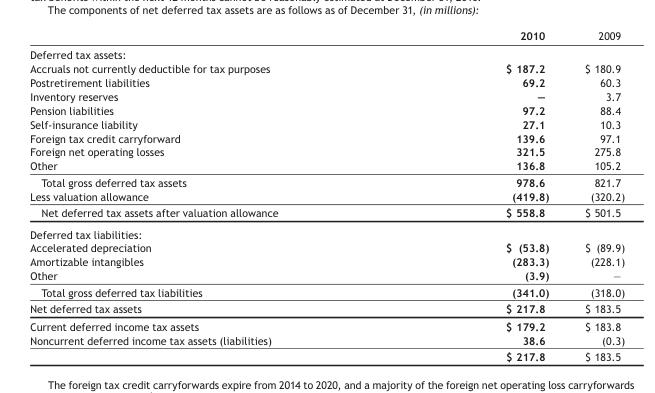 The components of net deferred tax assets are as follows as of December 31, (in millions):
2010 2009
Deferred tax assets:
Accruals not currently deductible for tax purposes $ 187.2 $ 180.9
Postretirement liabilities 69.2 60.3
Inventory reserves — 3.7
Pension liabilities 97.2 88.4
Self-insurance liability 27.1 10.3
Foreign tax credit carryforward 139.6 97.1
Foreign net operating losses 321.5 275.8
Other 136.8 105.2
Total gross deferred tax assets 978.6 821.7
Less valuation allowance (419.8) (320.2)
Net deferred tax assets after valuation allowance $ 558.8 $ 501.5
Deferred tax liabilities:
Accelerated depreciation $ (53.8) $ (89.9)
Amortizable intangibles (283.3) (228.1)
Other (3.9) —
Total gross deferred tax liabilities (341.0) (318.0)
Net deferred tax assets $ 217.8 $ 183.5
Current deferred income tax assets $ 179.2 $ 183.8
Noncurrent deferred income tax assets (liabilities) 38.6 (0.3)
$ 217.8 $ 183.5
The foreign tax credit carryforwards expire from 2014 to 2020, and a majority of the foreign net operating loss carryforwards